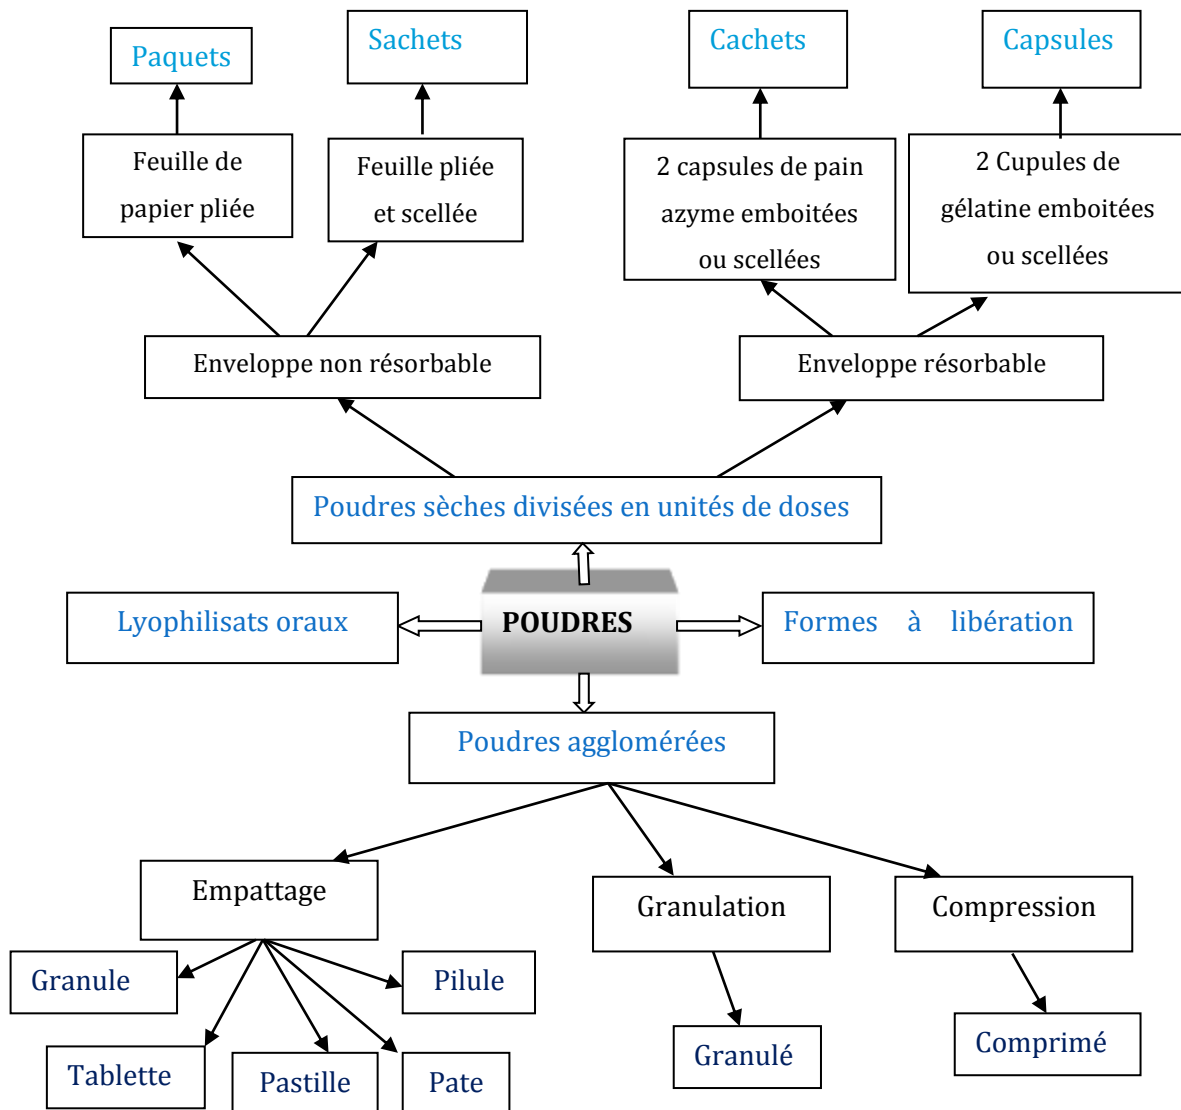 Paquets
Sachets
Cachets
Capsules
Feuille de
papier pliée
Feuille pliée
et scellée
2 capsules de pain
azyme emboitées
ou scellées
2 Cupules de
gélatine emboitées
ou scellées
Enveloppe non résorbable
Enveloppe résorbable
Poudres sèches divisées en unités de doses
Lyophilisats oraux
POUDRES
Formes à libération
Poudres agglomérées
Empattage
Granulation
Compression
Granule
Pilule
Tablette
Pastille
Pate
Granulé
Comprimé